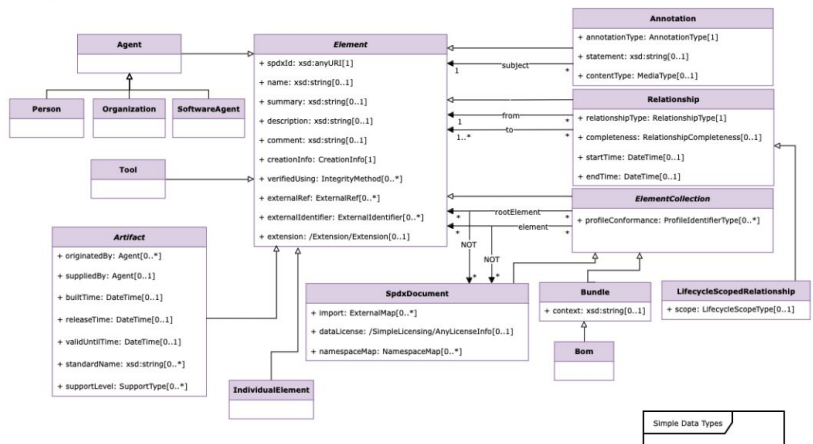 Agent
Person
Organization
SoftwareAgent
Tool
Artifact
+ originatedBy: Agent[0..*]
+ suppliedBy: Agent[0..1]
+ builtTime: DateTime[0..1]
+ releaseTime: DateTime[0..1]
+ validUntilTime: DateTime[0..1]
+ standardName: xsd:string[0..*]
+ supportLevel: SupportType[0..*]
Element
+ spdxId: xsd:anyURI[1]
+ name: xsd:string[0..1]
+ summary: xsd:string[0..1]
+ description: xsd:string[0..1]
+ comment: xsd:string[0..1]
+ creationInfo: CreationInfo[1]
+ verifiedUsing: IntegrityMethod[0..*]
+ externalRef: ExternalRef[0..*]
+ externalIdentifier: ExternalIdentifier[0..*]
+ extension: /Extension/Extension[0..1]
IndividualElement
1 subject *
1 from *
1..* to *
* rootElement *
* element *
NOT
NOT
*
*
Annotation
+ annotationType: AnnotationType[1]
+ statement: xsd:string[0..1]
+ contentType: MediaType[0..1]
Relationship
+ relationshipType: RelationshipType[1]
+ completeness: RelationshipCompleteness[0..1]
+ startTime: DateTime[0..1]
+ endTime: DateTime[0..1]
ElementCollection
+ profileConformance: ProfileIdentifierType[0..*]
SpdxDocument
+ import: ExternalMap[0..*]
+ dataLicense: /SimpleLicensing/AnyLicenseInfo[0..1]
+ namespaceMap: NamespaceMap[0..*]
Bundle
+ context: xsd:string[0..1]
Bom
LifecycleScopedRelationship
+ scope: LifecycleScopeType[0..1]
Simple Data Types